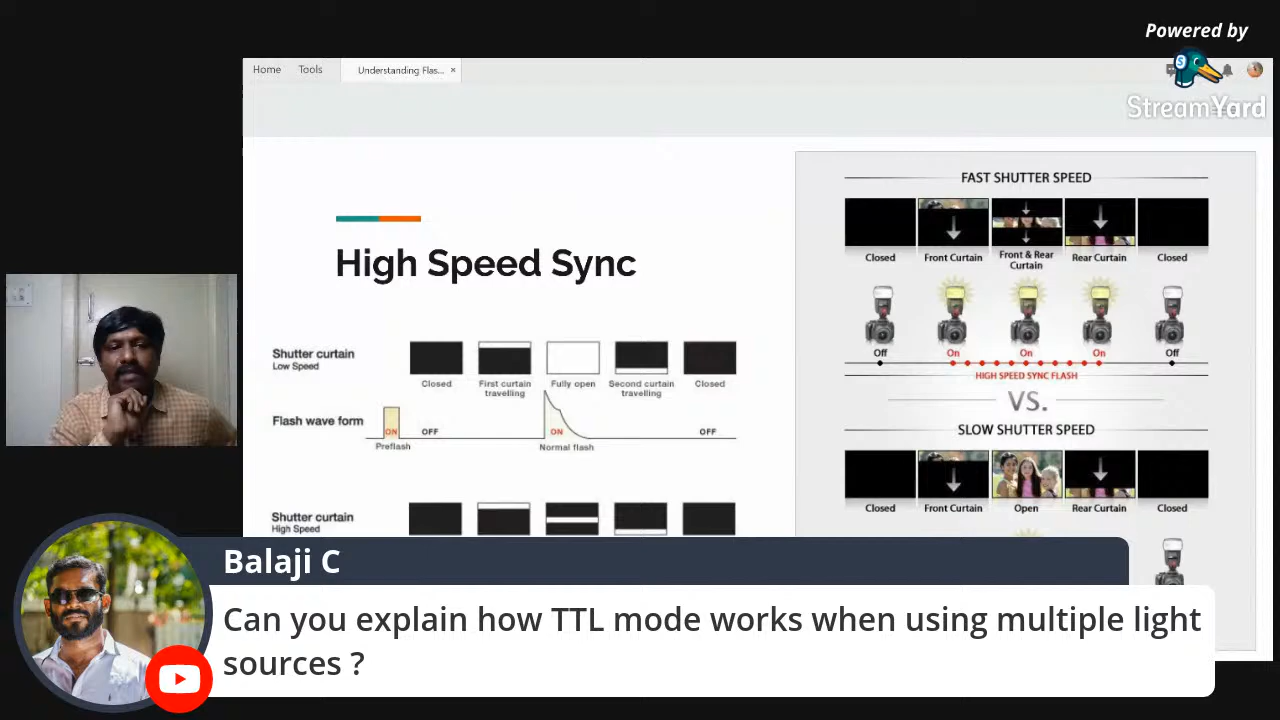 Powered by
StreamYard
Home Tools Understanding Flas... ×
High Speed Sync
Shutter curtain
Low Speed
Closed
First curtain
travelling
Fully open
Second curtain
travelling
Closed
Flash wave form
ON
OFF
ON
OFF
Preflash
Normal flash
Shutter curtain
High Speed
FAST SHUTTER SPEED
Closed
Front Curtain
Front & Rear
Curtain
Rear Curtain
Closed
Off
On
On
On
Off
HIGH SPEED SYNC FLASH
VS.
SLOW SHUTTER SPEED
Closed
Front Curtain
Open
Rear Curtain
Closed
Balaji C
Can you explain how TTL mode works when using multiple light
sources ?